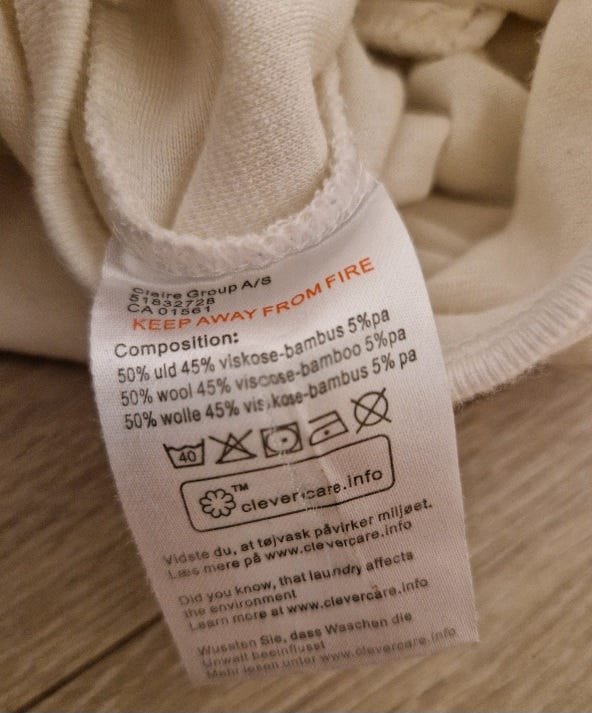 Claire Group A/S
51832728
CA 01561
KEEP AWAY FROM FIRE
Composition:
50% uld 45% viskose-bambus 5%pa
50% wool 45% viscose-bamboo 5%pa
50% wolle 45% viskose-bambus 5% pa
40
TM
clevercare.info
Vidste du, at tøjvask påvirker miljøet.
Læs mere på www.clevercare.info
Did you know, that laundry affects
the environment
Learn more at www.clevercare.info
Wussten Sie, dass Waschen die
Umwalt beeinflusst
Mehr lesen unter www.clevercare.info